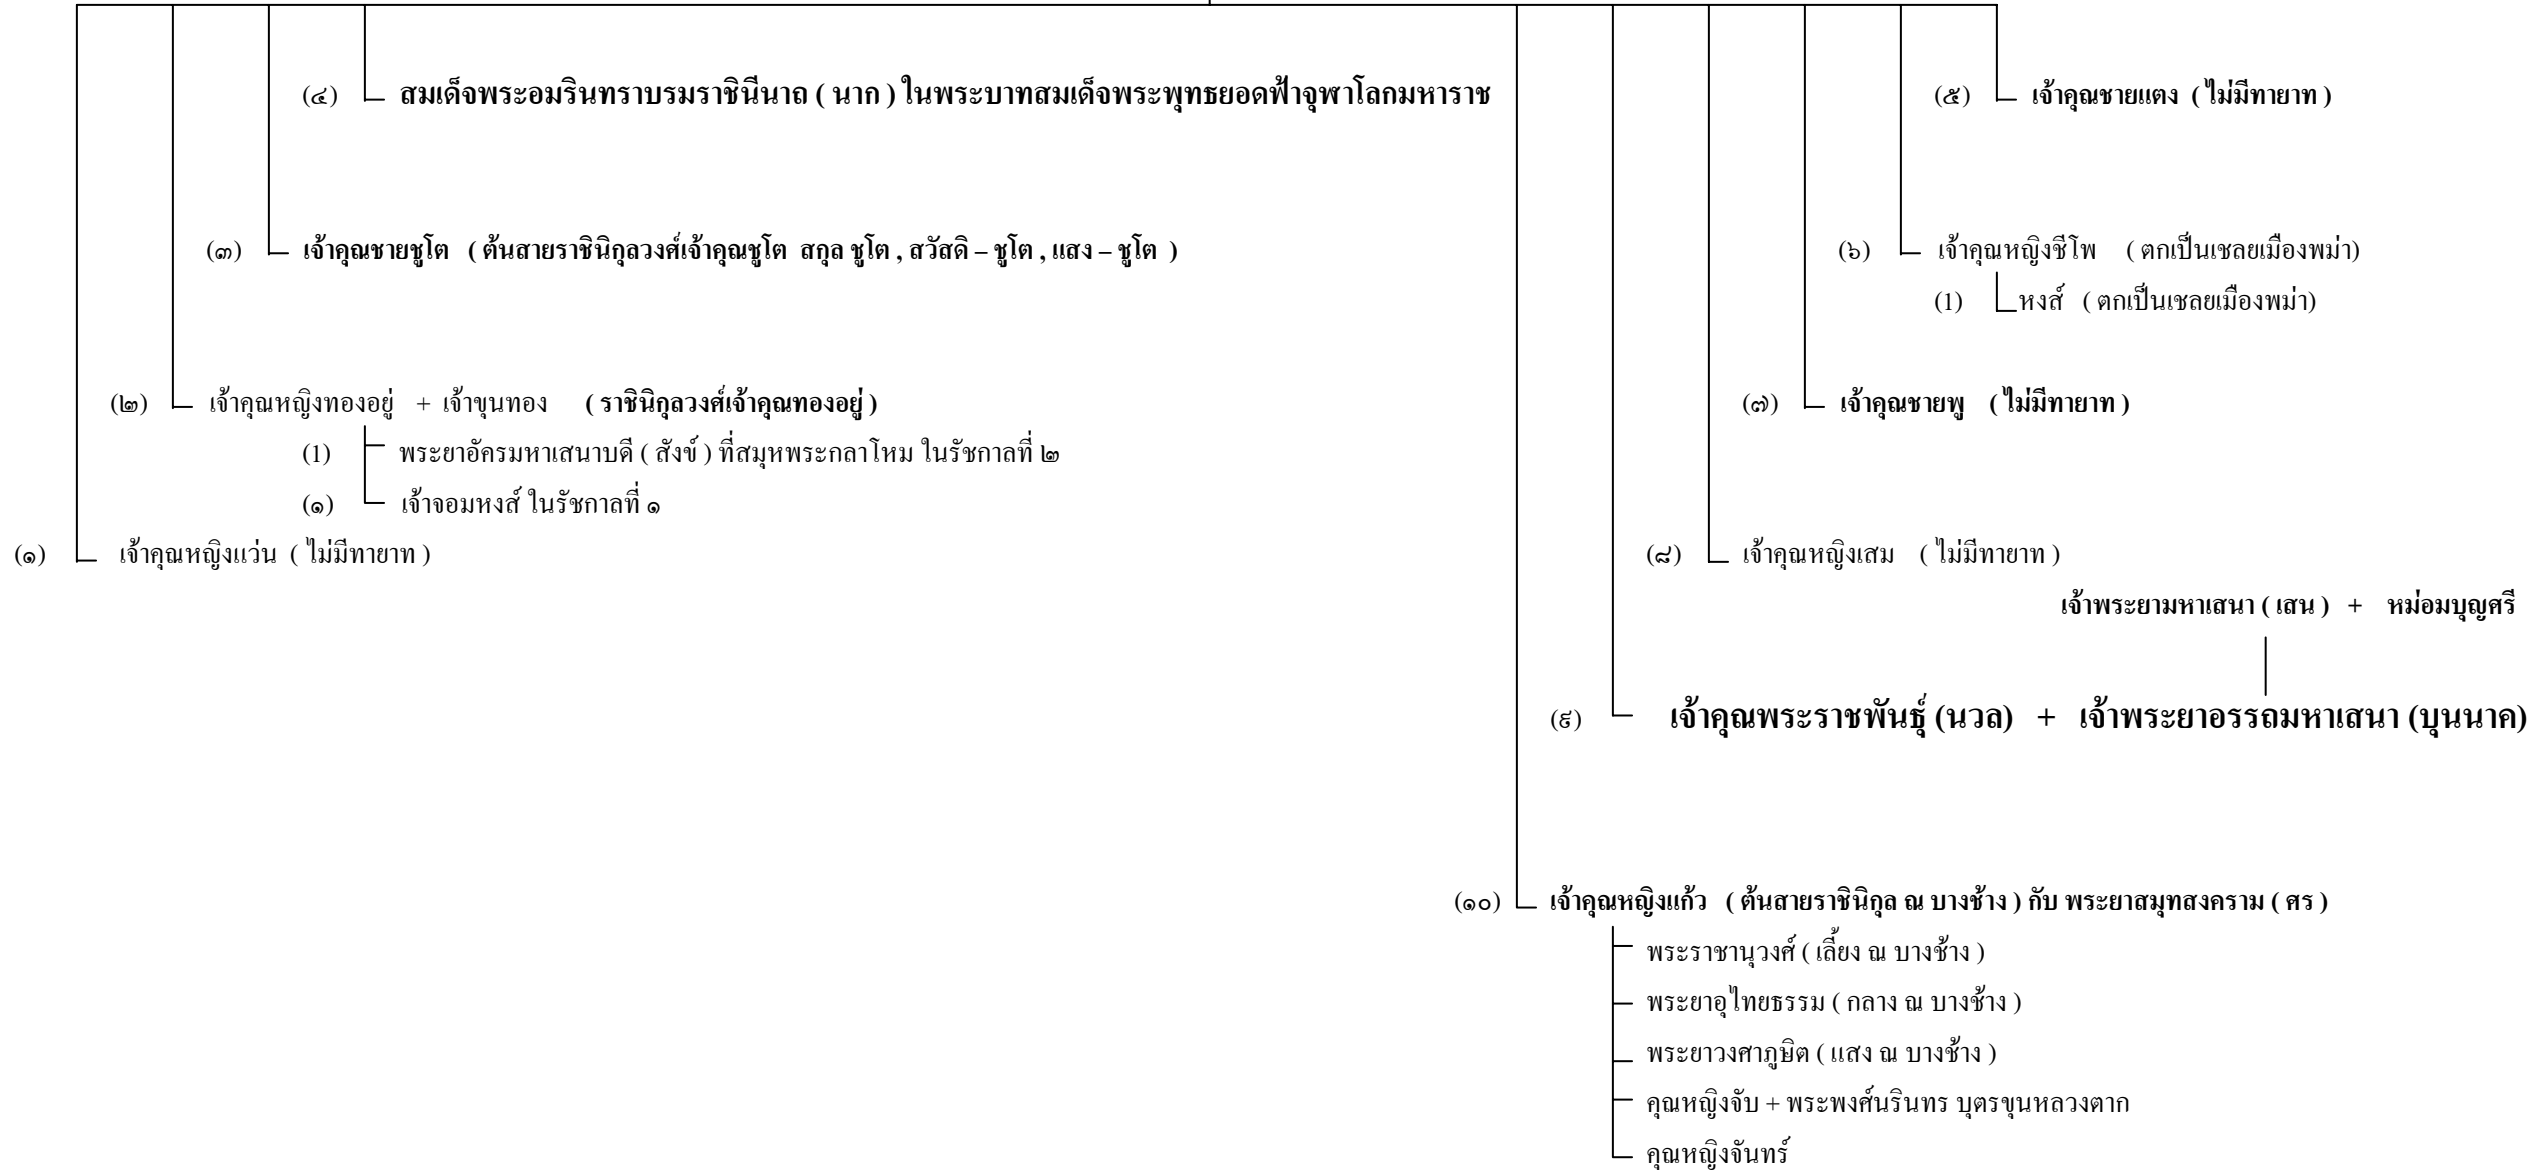 (๔) สมเด็จพระอมรินทราบรมราชินีนาถ ( นาก ) ในพระบาทสมเด็จพระพุทธยอดฟ้าจุฬาโลกมหาราช
(๕) เจ้าคุณชายแตง ( ไม่มีทายาท )
(๓) เจ้าคุณชายชูโต ( ต้นสายราชินิกุลวงศ์เจ้าคุณชูโต สกุล ชูโต , สวัสดิ – ชูโต , แสง – ชูโต )
(๖) เจ้าคุณหญิงชีโพ ( ตกเป็นเชลยเมืองพม่า)
(1) หงส์ ( ตกเป็นเชลยเมืองพม่า)
(๒) เจ้าคุณหญิงทองอยู่ + เจ้าขุนทอง ( ราชินิกุลวงศ์เจ้าคุณทองอยู่ )
(๗) เจ้าคุณชายพู ( ไม่มีทายาท )
(1) พระยาอัครมหาเสนาบดี ( สังข์ ) ที่สมุหพระกลาโหม ในรัชกาลที่ ๒
(๑) เจ้าจอมหงส์ ในรัชกาลที่ ๑
(๑) เจ้าคุณหญิงแว่น ( ไม่มีทายาท )
(๘) เจ้าคุณหญิงเสม ( ไม่มีทายาท )
เจ้าพระยามหาเสนา ( เสน ) + หม่อมบุญศรี
(๙) เจ้าคุณพระราชพันธุ์ (นวล) + เจ้าพระยาอรรถมหาเสนา (บุนนาค)
(๑๐) เจ้าคุณหญิงแก้ว ( ต้นสายราชินิกุล ณ บางช้าง ) กับ พระยาสมุทสงคราม ( ศร )
พระราชานุวงศ์ ( เลี้ยง ณ บางช้าง )
พระยาอุไทยธรรม ( กลาง ณ บางช้าง )
พระยาวงศาภูษิต ( แสง ณ บางช้าง )
คุณหญิงจับ + พระพงศ์นรินทร บุตรขุนหลวงตาก
คุณหญิงจันทร์